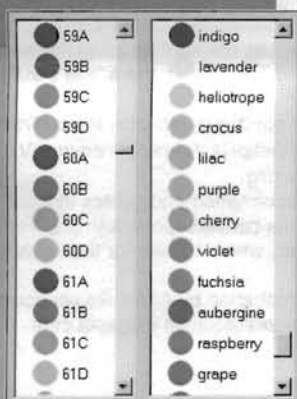 59A
59B
59C
59D
60A
60B
60C
60D
61A
61B
61C
61D
indigo
lavender
heliotrope
crocus
lilac
purple
cherry
violet
fuchsia
aubergine
raspberry
grape